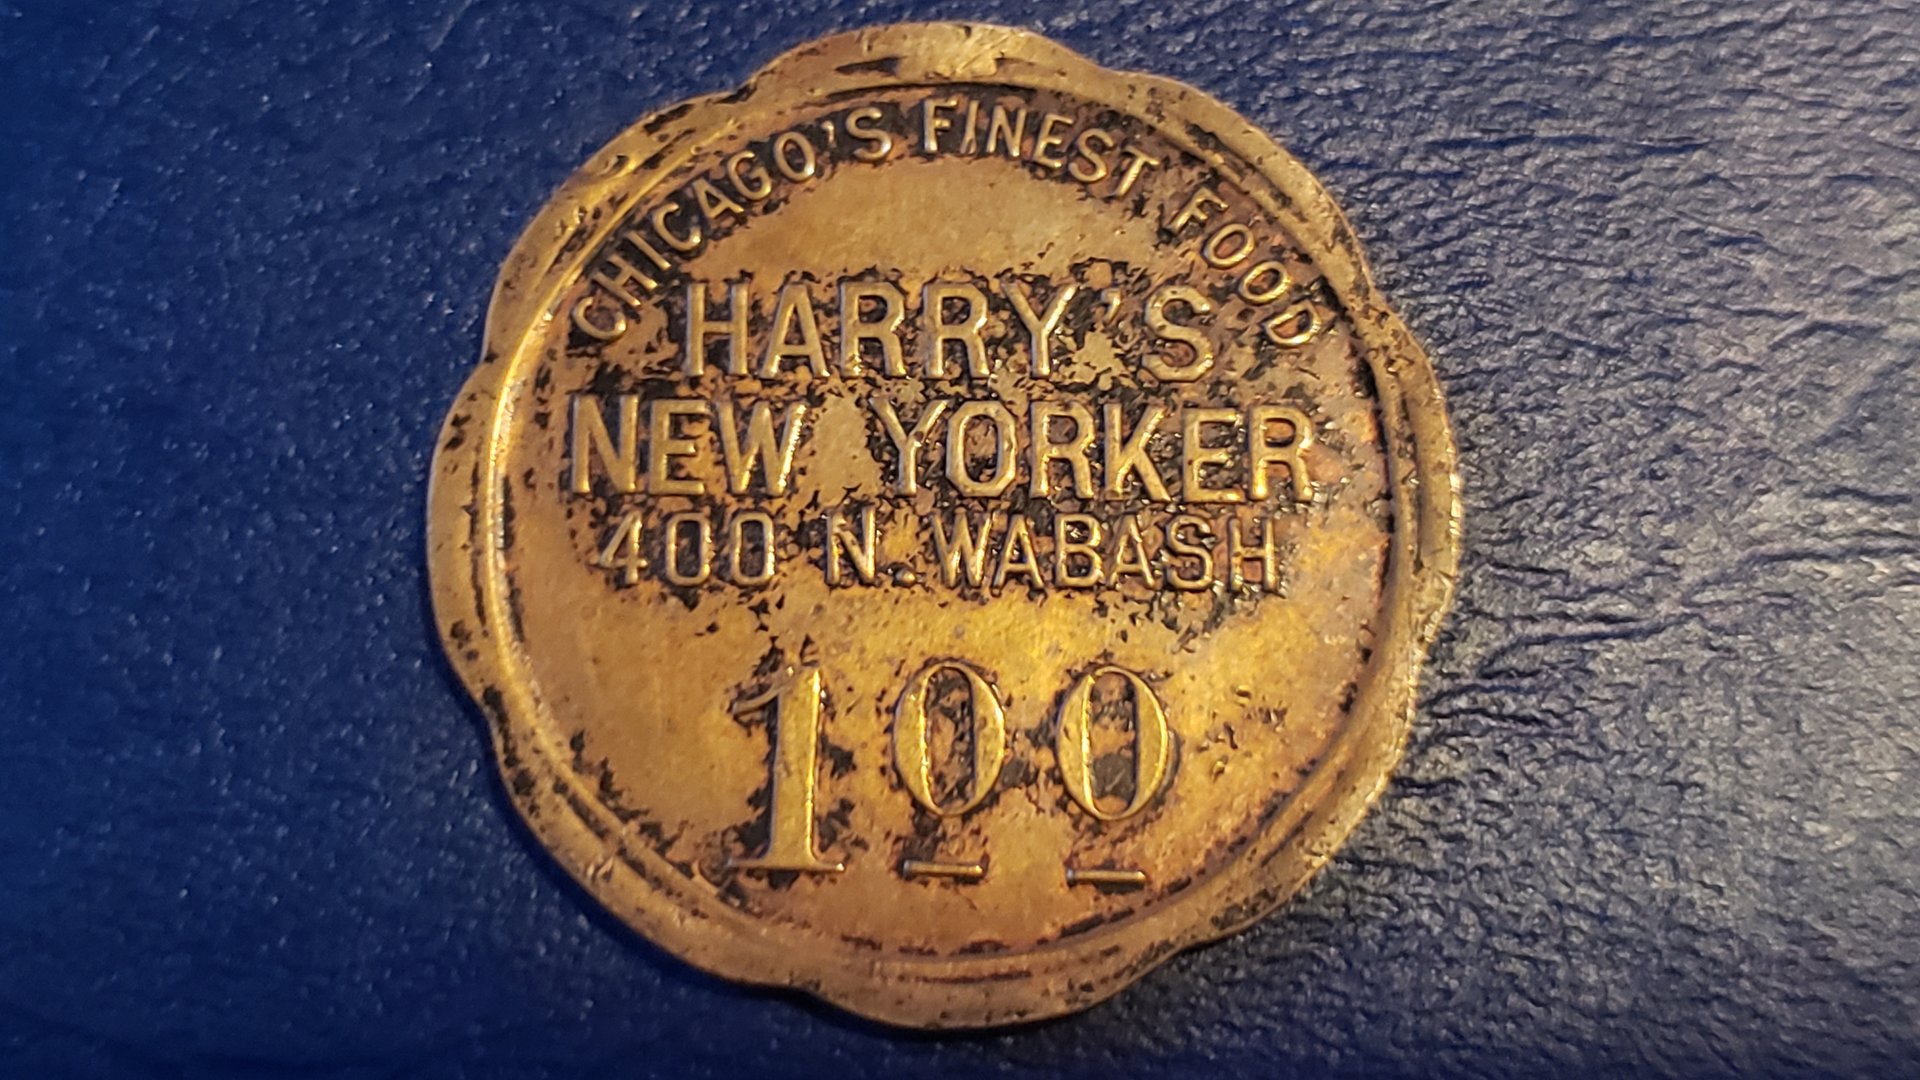 CHICAGO'S FINEST FOOD
HARRY'S
NEW YORKER
400 N. WABASH
100